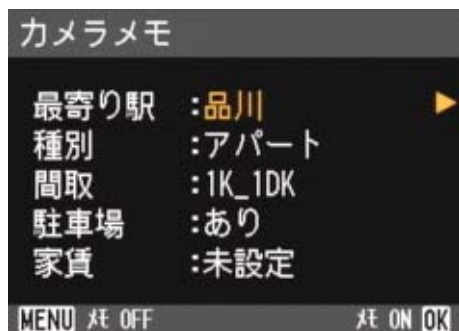 カメラメモ
最寄り駅 :品川
種別 :アパート
間取 :1K_1DK
駐車場 :あり
家賃 :未設定
MENU メモ OFF メモ ON OK